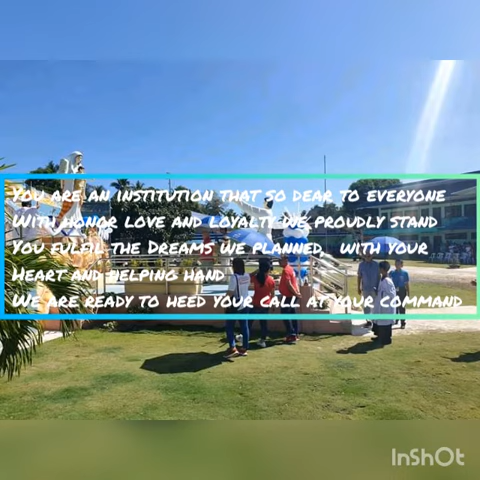 You are an institution that so dear to everyone
With honor love and loyalty we proudly stand
You fulfil the Dreams we planned, with your
Heart and helping hand
We are ready to heed your call at your command
InShOt